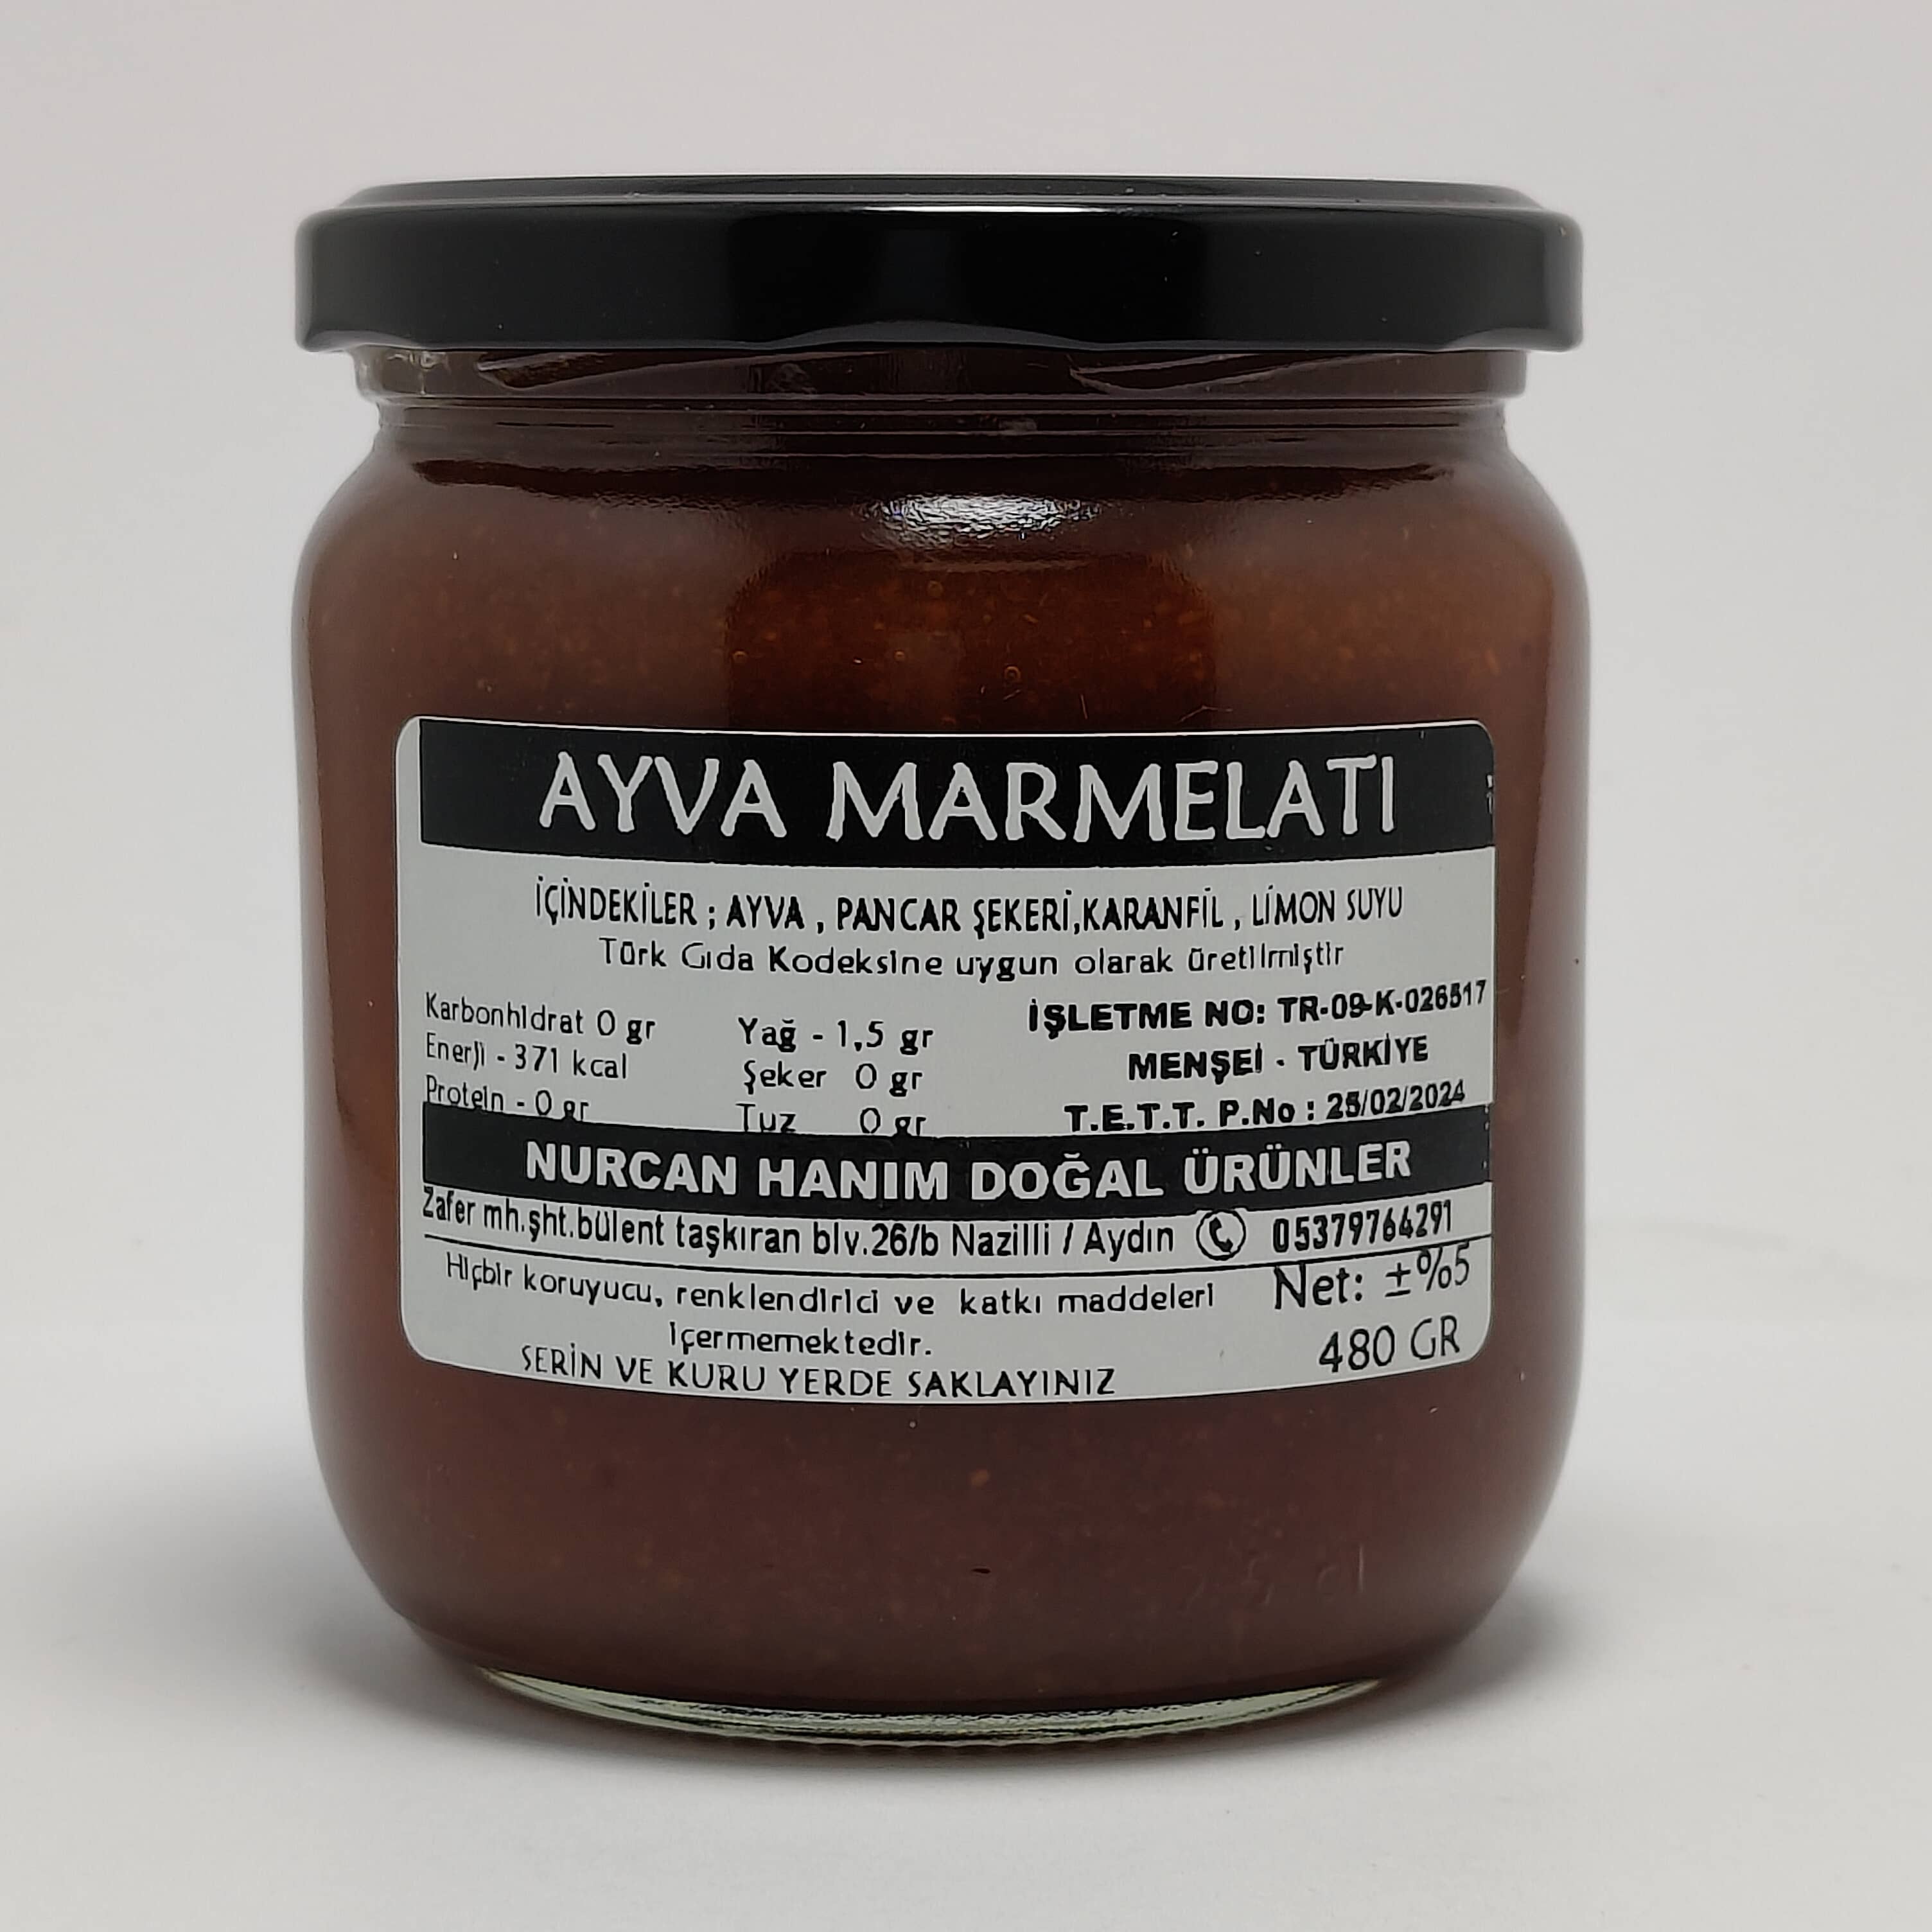 AYVA MARMELATI
İÇİNDEKİLER ; AYVA , PANCAR ŞEKERİ,KARANFİL , LİMON SUYU
Türk Gıda Kodeksine uygun olarak üretilmiştir
Karbonhidrat 0 gr
Enerji - 371 kcal
Protein - 0 gr
Yağ - 1,5 gr
Şeker 0 gr
Tuz 0 gr
İŞLETME NO: TR-09-K-026517
MENŞEİ - TÜRKİYE
T.E.T.T. P.No : 25/02/2024
NURCAN HANIM DOĞAL ÜRÜNLER
Zafer mh.şht.bülent taşkıran blv.26/b Nazilli / Aydın 05379764291
Hiçbir koruyucu, renklendirici ve katkı maddeleri
içermemektedir.
SERİN VE KURU YERDE SAKLAYINIZ
Net: ±%5
480 GR